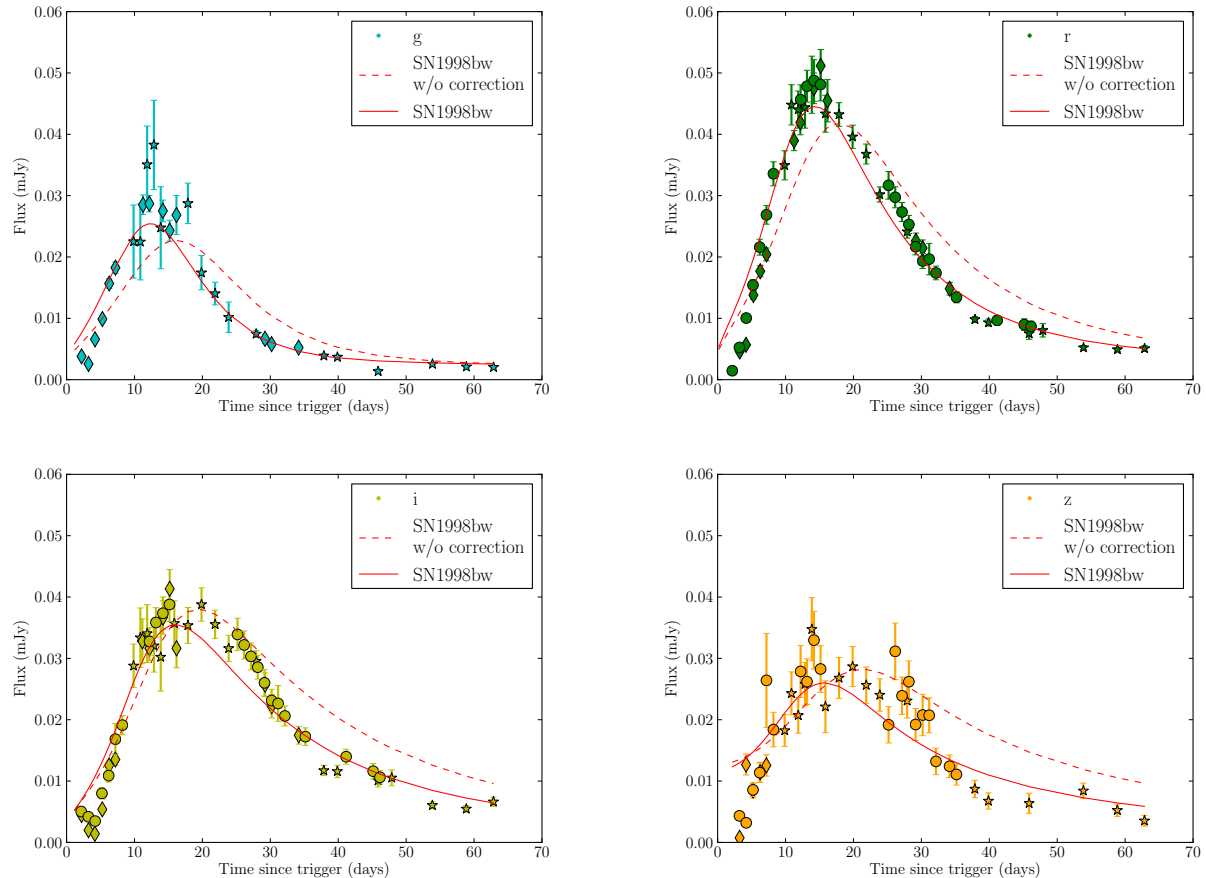 0.06
0.05
0.04
0.03
0.02
0.01
0.00
Flux (mJy)
0 10 20 30 40 50 60 70
Time since trigger (days)
g
SN1998bw
w/o correction
SN1998bw
0.06
0.05
0.04
0.03
0.02
0.01
0.00
Flux (mJy)
0 10 20 30 40 50 60 70
Time since trigger (days)
r
SN1998bw
w/o correction
SN1998bw
0.06
0.05
0.04
0.03
0.02
0.01
0.00
Flux (mJy)
0 10 20 30 40 50 60 70
Time since trigger (days)
i
SN1998bw
w/o correction
SN1998bw
0.06
0.05
0.04
0.03
0.02
0.01
0.00
Flux (mJy)
0 10 20 30 40 50 60 70
Time since trigger (days)
z
SN1998bw
w/o correction
SN1998bw